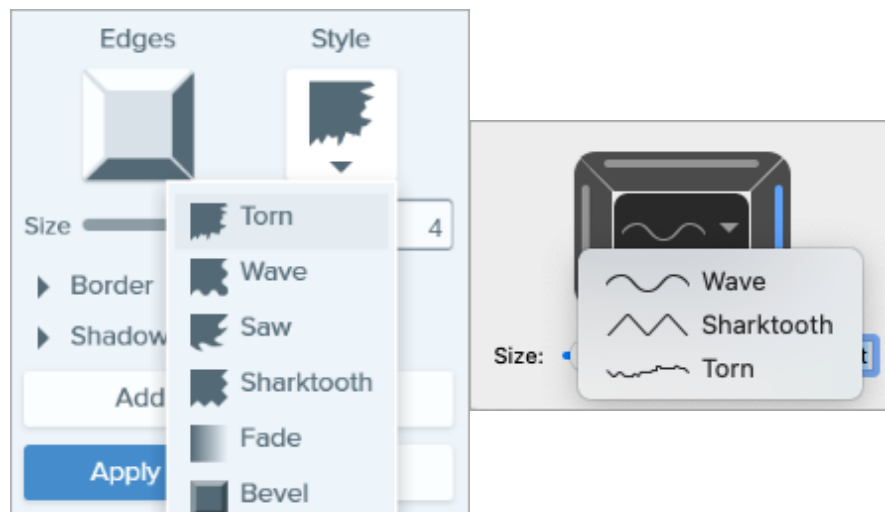 Edges Style
Torn
Size 4
Wave
Border
Saw
Shadow
Sharktooth
Add
Fade
Apply
Bevel
Wave
Sharktooth
Size:
t
Torn